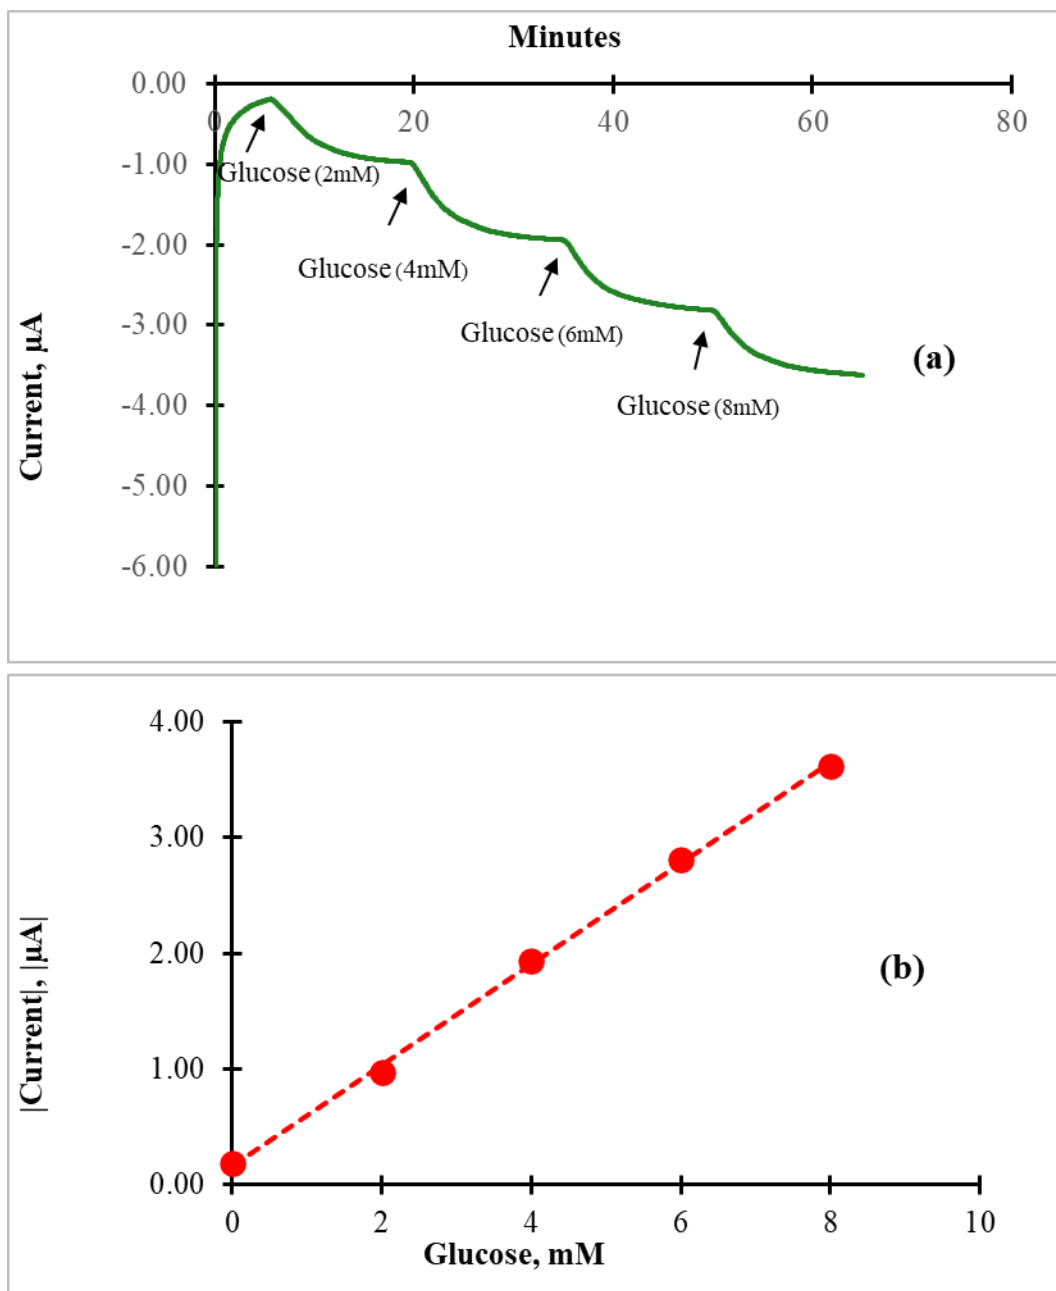 Minutes
0.00
0 20 40 60 80
-1.00
Glucose (2mM)
-2.00
Glucose (4mM)
-3.00
Glucose (6mM)
(a)
-4.00
Glucose (8mM)
-5.00
-6.00
Current, µA
4.00
3.00
2.00
(b)
1.00
0.00
0 2 4 6 8 10
Glucose, mM
|Current|, |µA|